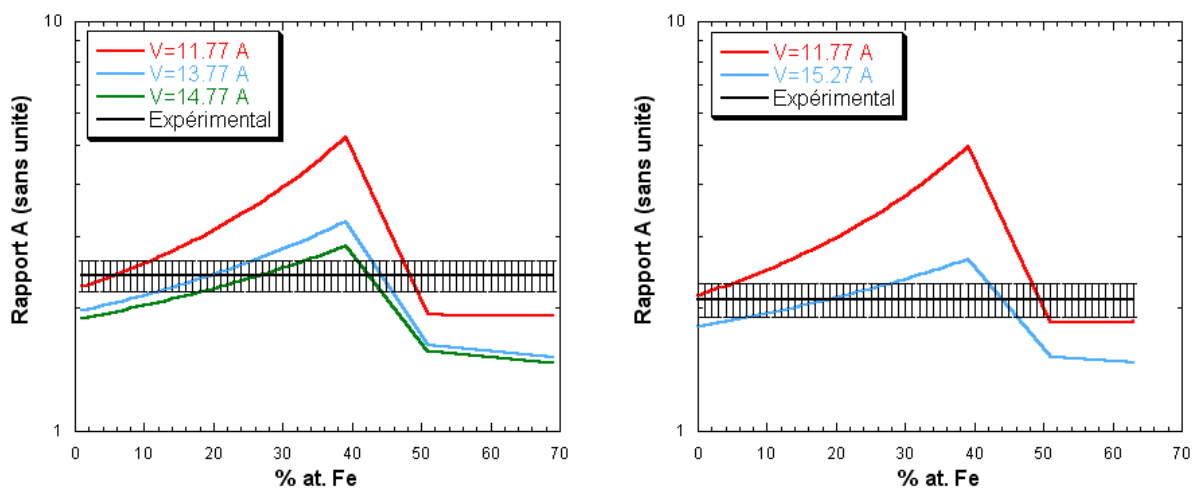 10
V=11.77 A
V=13.77 A
V=14.77 A
Expérimental
Rapport A (sans unité)
1
0 10 20 30 40 50 60 70
% at. Fe
10
V=11.77 A
V=15.27 A
Expérimental
Rapport A (sans unité)
1
0 10 20 30 40 50 60 70
% at. Fe